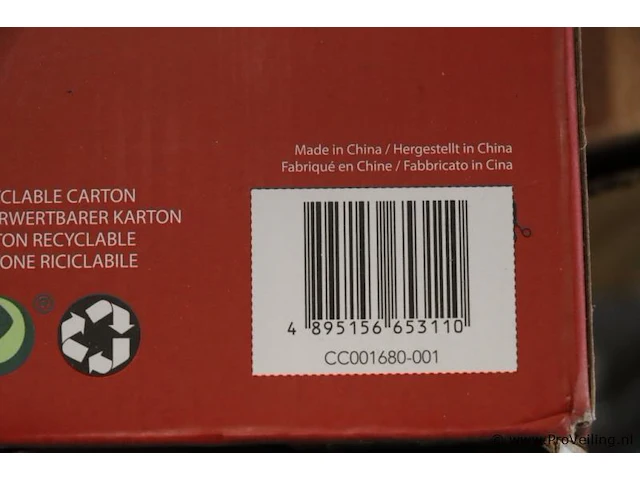 Made in China / Hergestellt in China
Fabriqué en Chine / Fabbricato in Cina
CLABLE CARTON
RWERTBARER KARTON
TON RECYCLABLE
ONE RICICLABILE
®
4 895156 653110
CC001680-001
© www.ProVeiling.nl